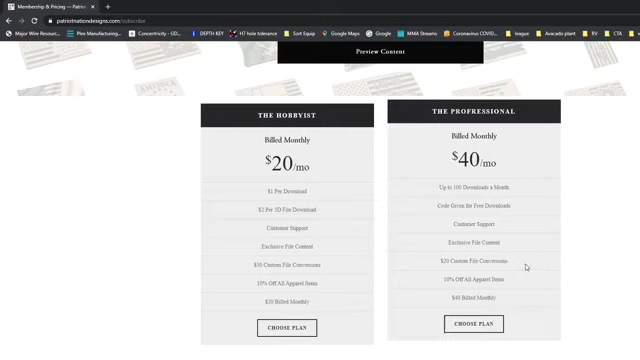 Membership & Pricing — Patriot
patriotnationdesigns.com/subscribe
Major Wire Resourc...
Plex Manufacturing...
Concentricity - GD...
DEPTH KEY
H7 hole tolerance
Sort Equip
Google Maps
Google
MMA Streams
Coronavirus COVID...
league
Avacado plant
RV
CTA
Preview Content
AMERICA
THE HOBBYIST
Billed Monthly
$20/mo
$1 Per Download
$2 Per 3D File Download
Customer Support
Exclusive File Content
$30 Custom File Conversions
10% Off All Apparel Items
$20 Billed Monthly
CHOOSE PLAN
THE PROFRESSIONAL
Billed Monthly
$40/mo
Up to 100 Downloads a Month
Code Given for Free Downloads
Customer Support
Exclusive File Content
$20 Custom File Conversions
10% Off All Apparel Items
$40 Billed Monthly
CHOOSE PLAN